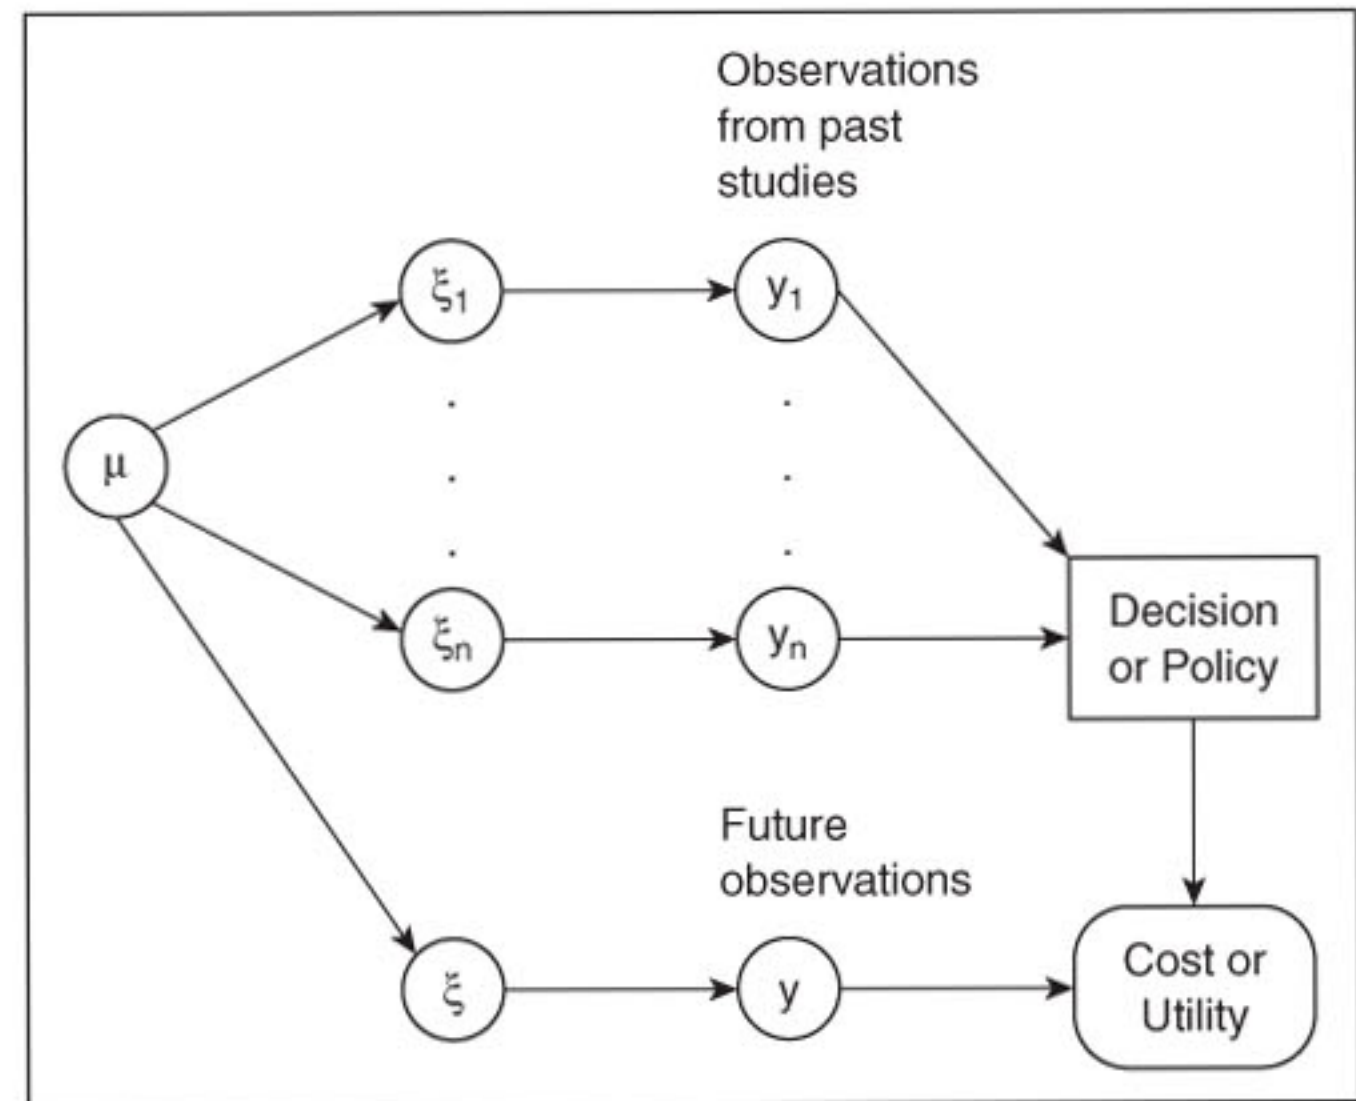 Observations
from past
studies
ξ₁
y₁
μ
ξₙ
yₙ
Decision
or Policy
Future
observations
ξ
y
Cost or
Utility